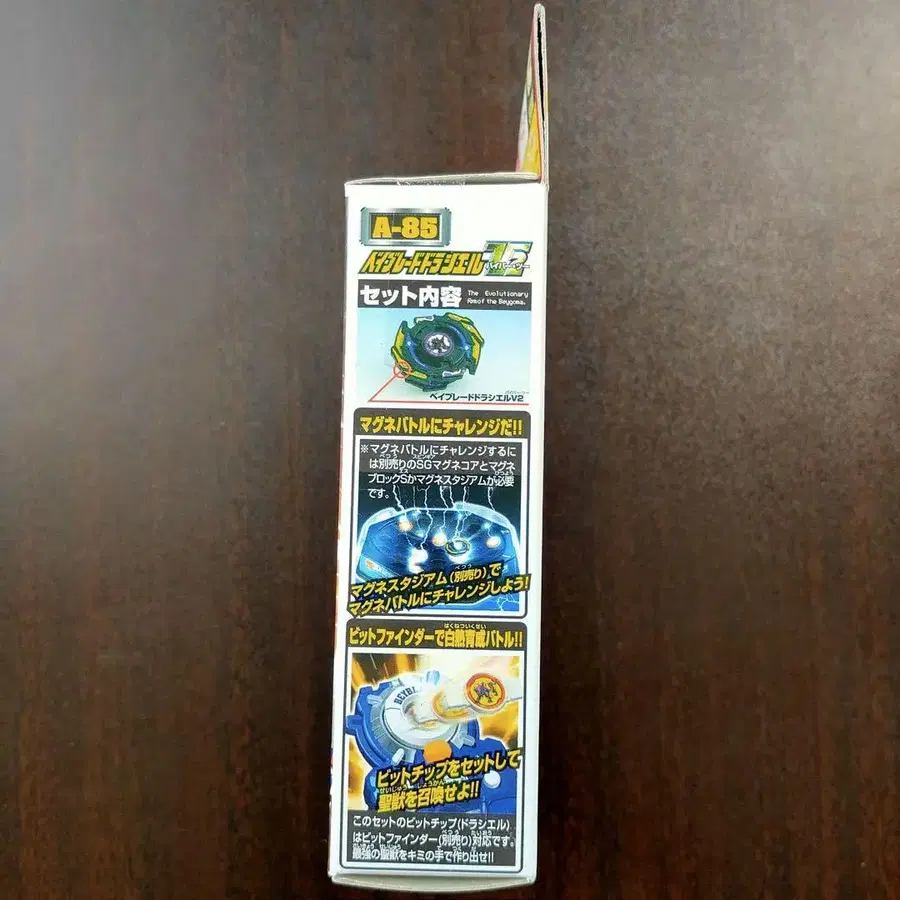 A-85
ベイブレードドラシエルV2
バイパーツー
セット内容
The Evolutionary
Form of the Beygoma.
ベイブレードドラシエルV2
マグネバトルにチャレンジだ!!
※マグネバトルにチャレンジするに
は別売りのSGマグネコアとマグネ
ブロックSかマグネスタジアムが必要
です。
マグネスタジアム(別売り)で
マグネバトルにチャレンジしよう!
ビットファインダーで白熱育成バトル!!
BEYBL
ビットチップをセットして
聖獣を召喚せよ!!
このセットのビットチップ(ドラシエル)
はビットファインダー(別売り)対応です。
最強の聖獣をキミの手で作り出せ!!